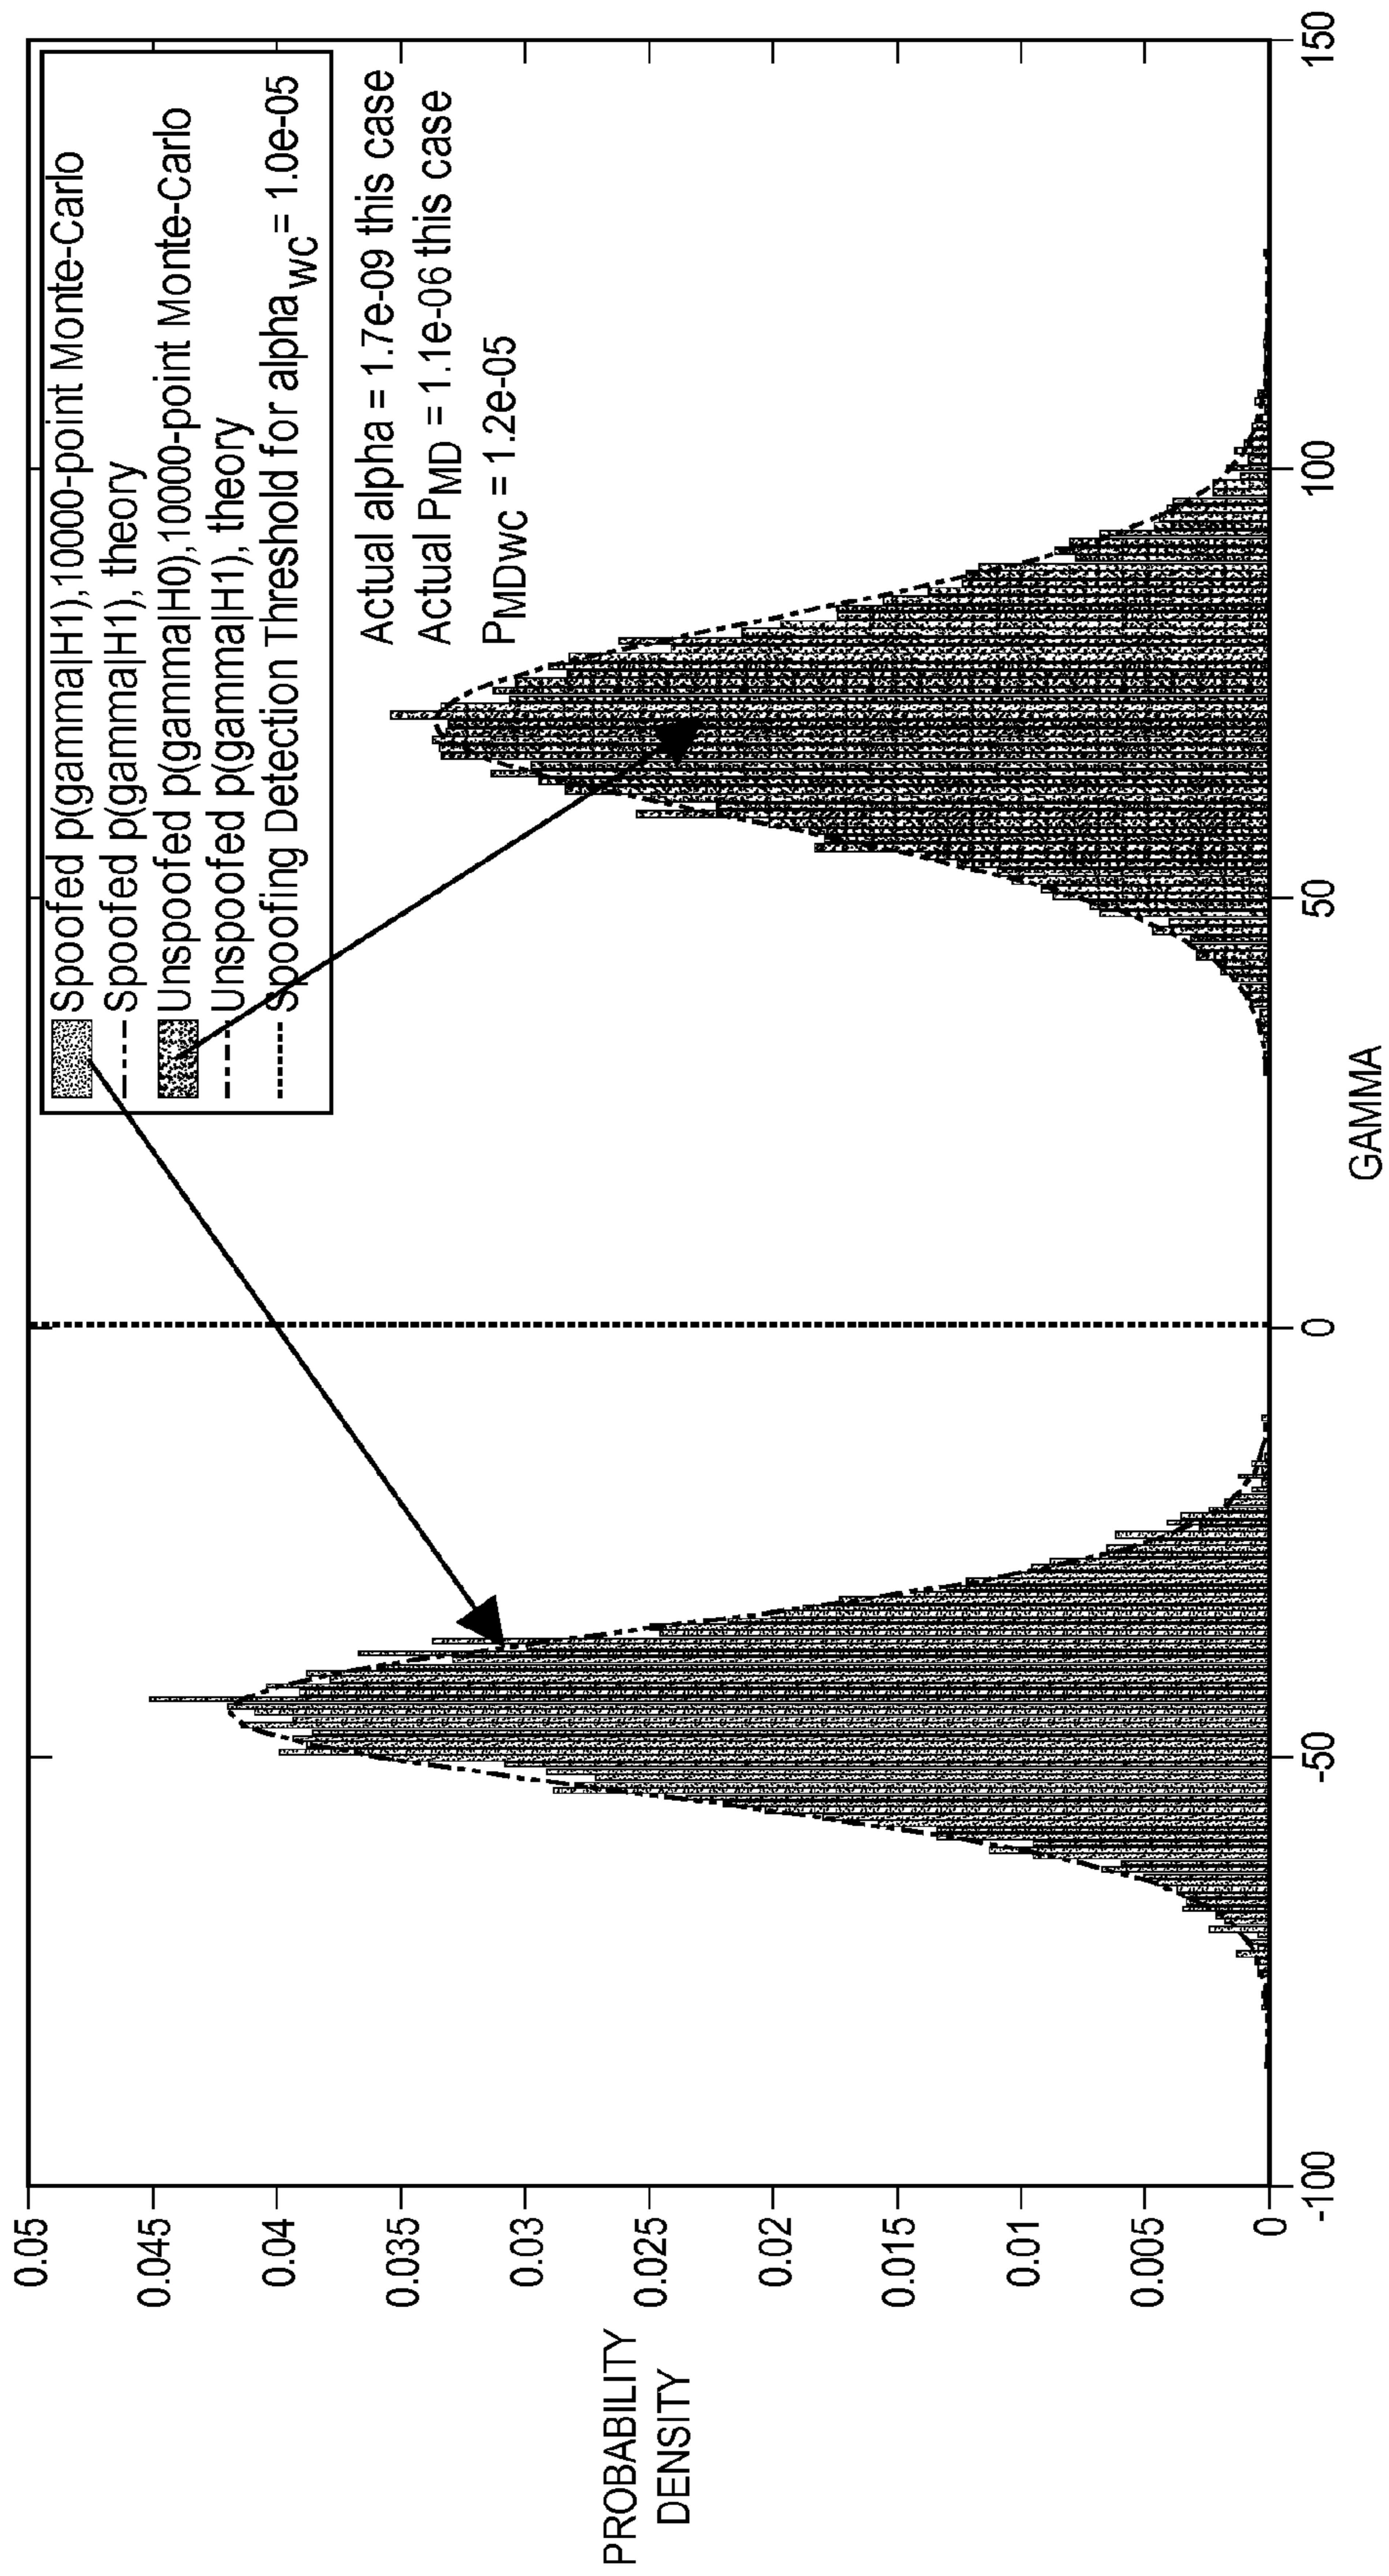 Spoofed p(gamma|H1),10000-point Monte-Carlo
Spoofed p(gamma|H1), theory
Unspoofed p(gamma|H0),10000-point Monte-Carlo
Unspoofed p(gamma|H1), theory
Spoofing Detection Threshold for alphawc= 1.0e-05
Actual alpha = 1.7e-09 this case
Actual PMD = 1.1e-06 this case
PMDwc = 1.2e-05
0.05
0.045
0.04
0.035
0.03
0.025
0.02
0.015
0.01
0.005
0
PROBABILITY
DENSITY
-100
-50
0
50
100
150
GAMMA